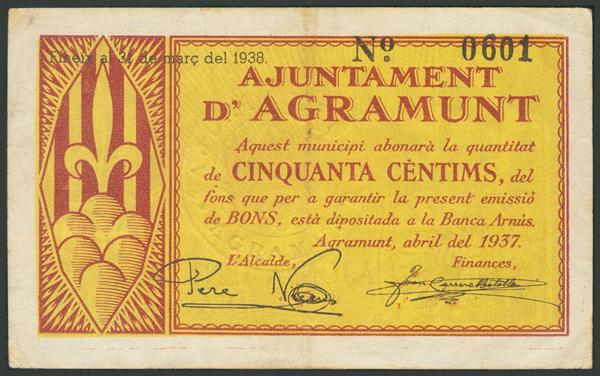 Fineix al 31 de març del 1938.
Nº. 0601
AJUNTAMENT
D'AGRAMUNT
Aquest municipi abonarà la quantitat
de CINQUANTA CÈNTIMS, del
fons que per a garantir la present emissió
de BONS, està dipositada a la Banca Arnús.
Agramunt, abril del 1937.
L'Alcalde, Finances,
Pere
Joan